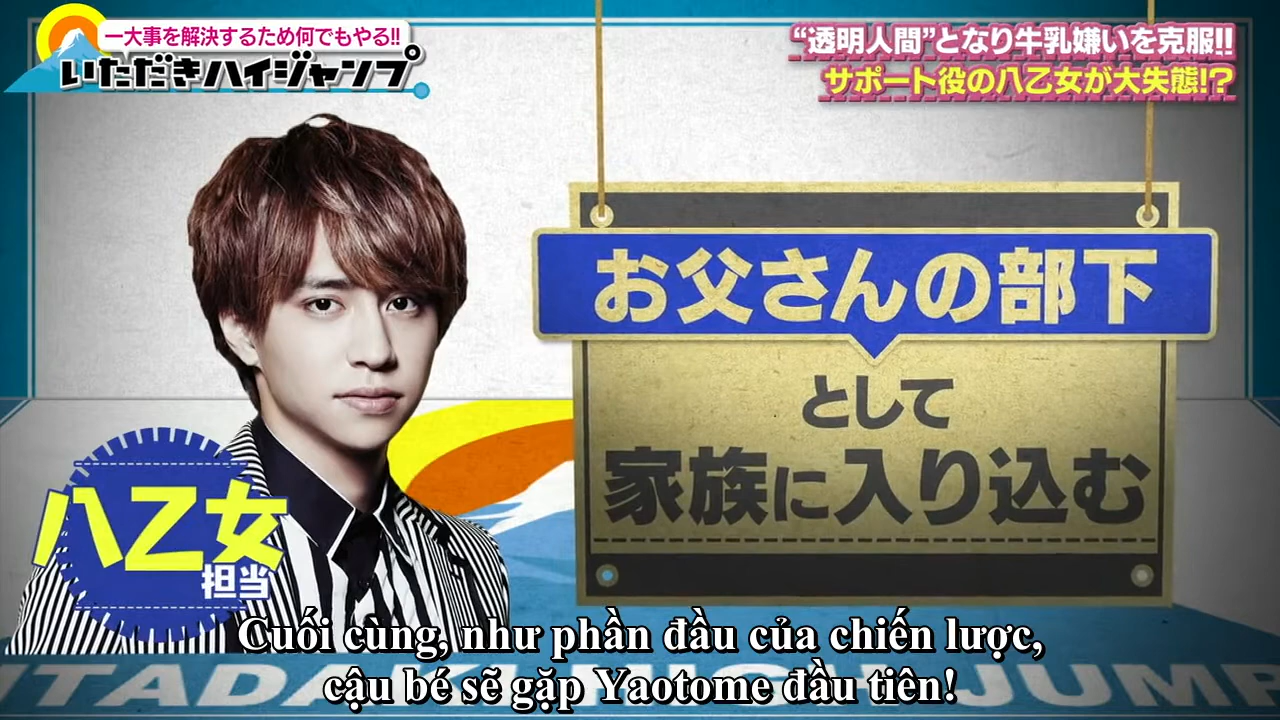 一大事を解決するため何でもやる!!
いただきハイジャンプ
“透明人間”となり牛乳嫌いを克服!!
サポート役の八乙女が大失態!?
お父さんの部下
として
家族に入り込む
八乙女
担当
Cuối cùng, như phần đầu của chiến lược,
cậu bé sẽ gặp Yaotome đầu tiên!